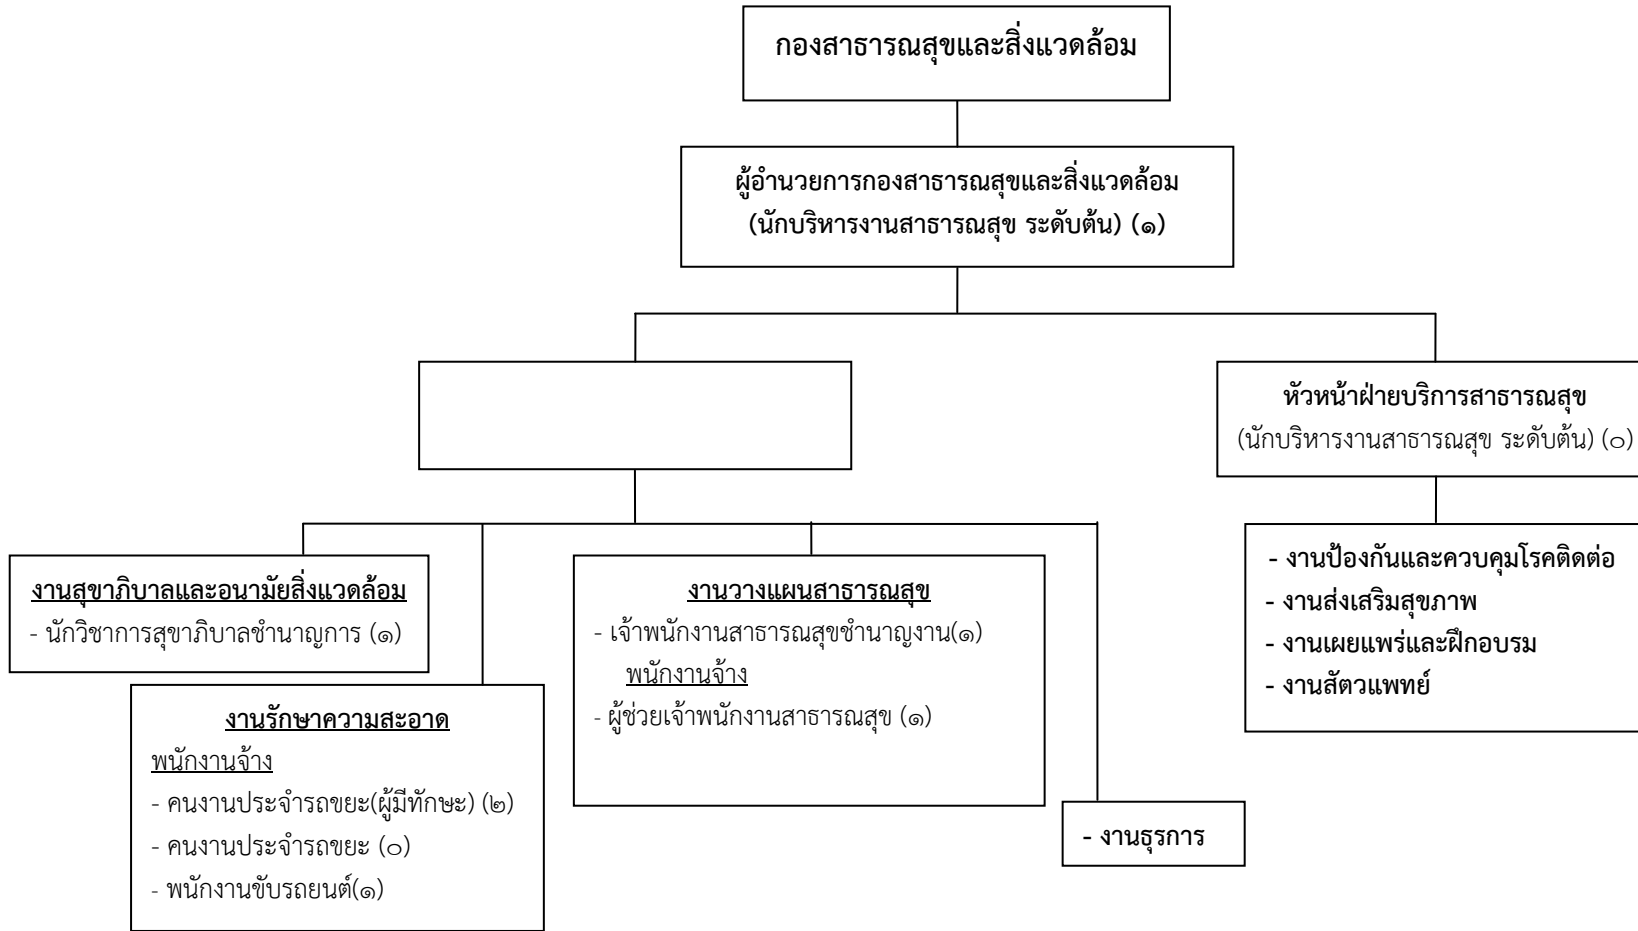 กองสาธารณสุขและสิ่งแวดล้อม
ผู้อำนวยการกองสาธารณสุขและสิ่งแวดล้อม
(นักบริหารงานสาธารณสุข ระดับต้น) (๑)
หัวหน้าฝ่ายบริการสาธารณสุข
(นักบริหารงานสาธารณสุข ระดับต้น) (๐)
งานสุขาภิบาลและอนามัยสิ่งแวดล้อม
- นักวิชาการสุขาภิบาลชำนาญการ (๑)
งานรักษาความสะอาด
พนักงานจ้าง
- คนงานประจำรถขยะ(ผู้มีทักษะ) (๒)
- คนงานประจำรถขยะ (๐)
- พนักงานขับรถยนต์(๑)
งานวางแผนสาธารณสุข
- เจ้าพนักงานสาธารณสุขชำนาญงาน(๑)
พนักงานจ้าง
- ผู้ช่วยเจ้าพนักงานสาธารณสุข (๑)
- งานธุรการ
- งานป้องกันและควบคุมโรคติดต่อ
- งานส่งเสริมสุขภาพ
- งานเผยแพร่และฝึกอบรม
- งานสัตวแพทย์